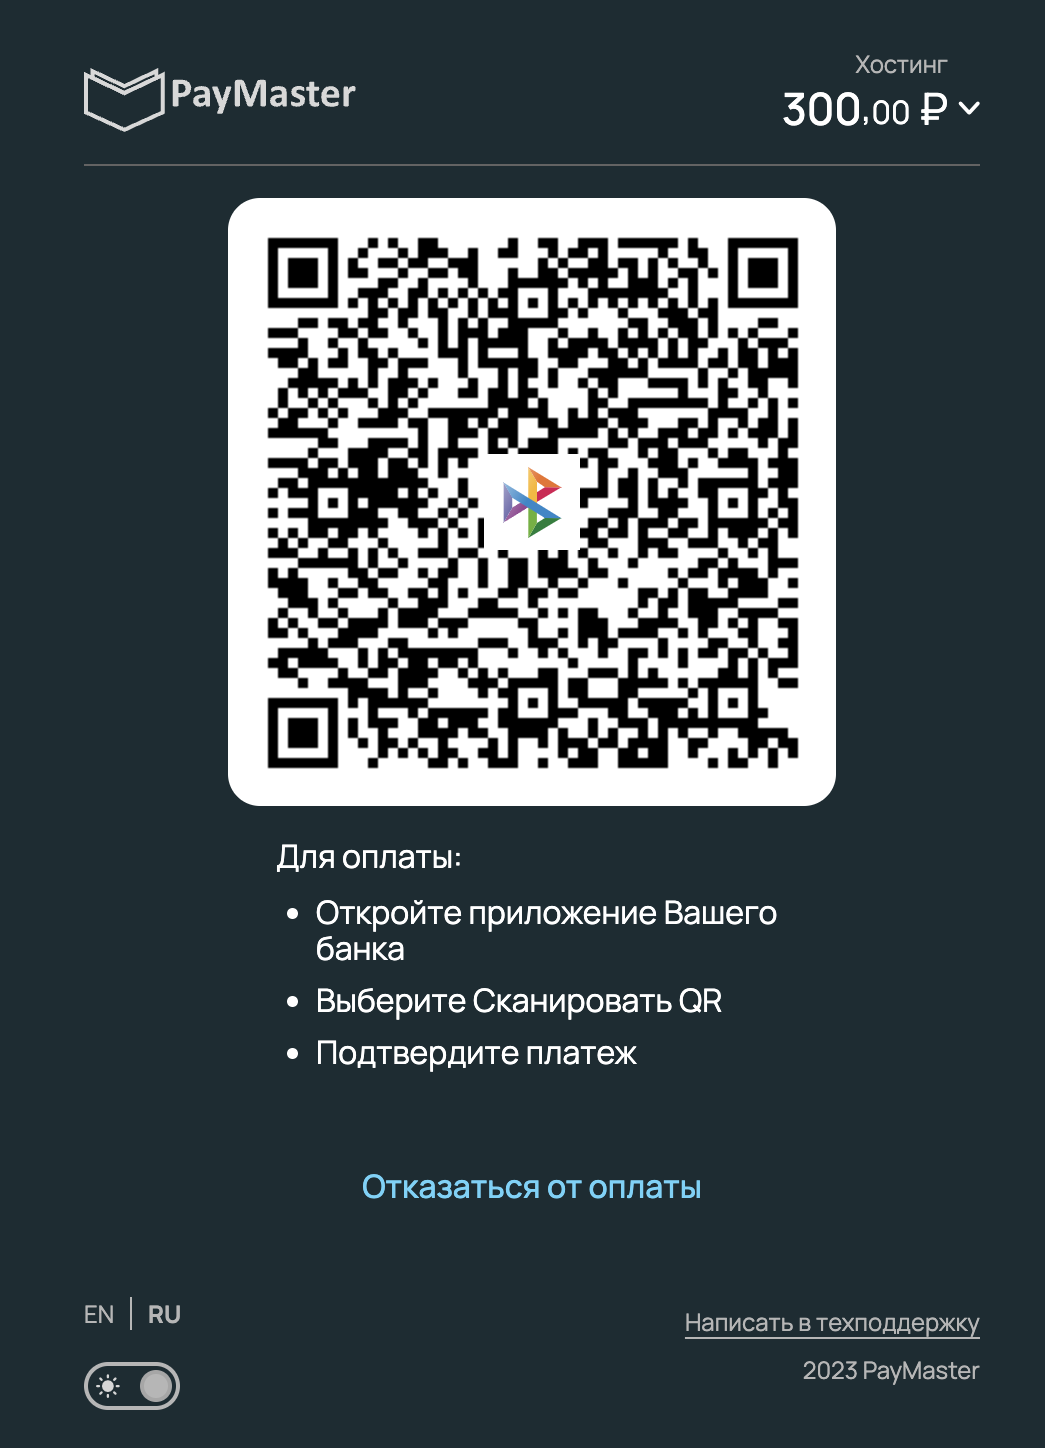 PayMaster
Хостинг
300,00 ₽
Для оплаты:
• Откройте приложение Вашего
банка
• Выберите Сканировать QR
• Подтвердите платеж
Отказаться от оплаты
EN | RU
Написать в техподдержку
2023 PayMaster